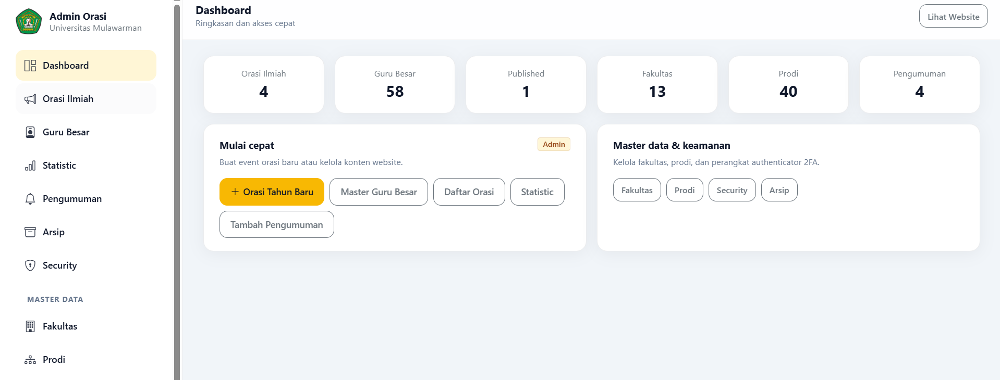 Admin Orasi
Universitas Mulawarman
Dashboard
Orasi Ilmiah
Guru Besar
Statistic
Pengumuman
Arsip
Security
MASTER DATA
Fakultas
Prodi
Dashboard
Ringkasan dan akses cepat
Lihat Website
Orasi Ilmiah
4
Guru Besar
58
Published
1
Fakultas
13
Prodi
40
Pengumuman
4
Mulai cepat
Admin
Buat event orasi baru atau kelola konten website.
+ Orasi Tahun Baru
Master Guru Besar
Daftar Orasi
Statistic
Tambah Pengumuman
Master data & keamanan
Kelola fakultas, prodi, dan perangkat authenticator 2FA.
Fakultas
Prodi
Security
Arsip